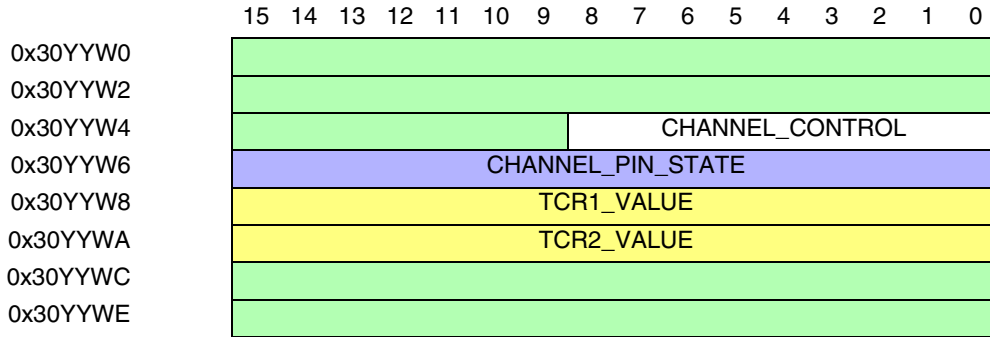 15 14 13 12 11 10 9 8 7 6 5 4 3 2 1 0
0x30YYW0
0x30YYW2
0x30YYW4 CHANNEL_CONTROL
0x30YYW6 CHANNEL_PIN_STATE
0x30YYW8 TCR1_VALUE
0x30YYWA TCR2_VALUE
0x30YYWC
0x30YYWE